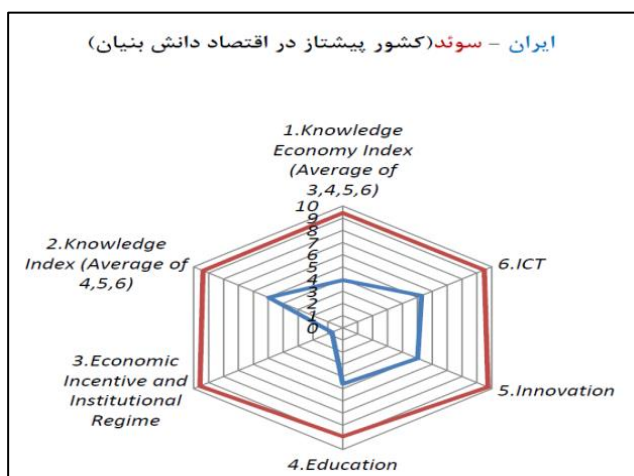 ایران - سوئد(کشور پیشتاز در اقتصاد دانش بنیان)
1.Knowledge
Economy Index
(Average of
3,4,5,6)
10
9
8
7
6
5
4
3
2
1
0
2.Knowledge
Index (Average of
4,5,6)
6.ICT
3.Economic
Incentive and
Institutional
Regime
5.Innovation
4.Education